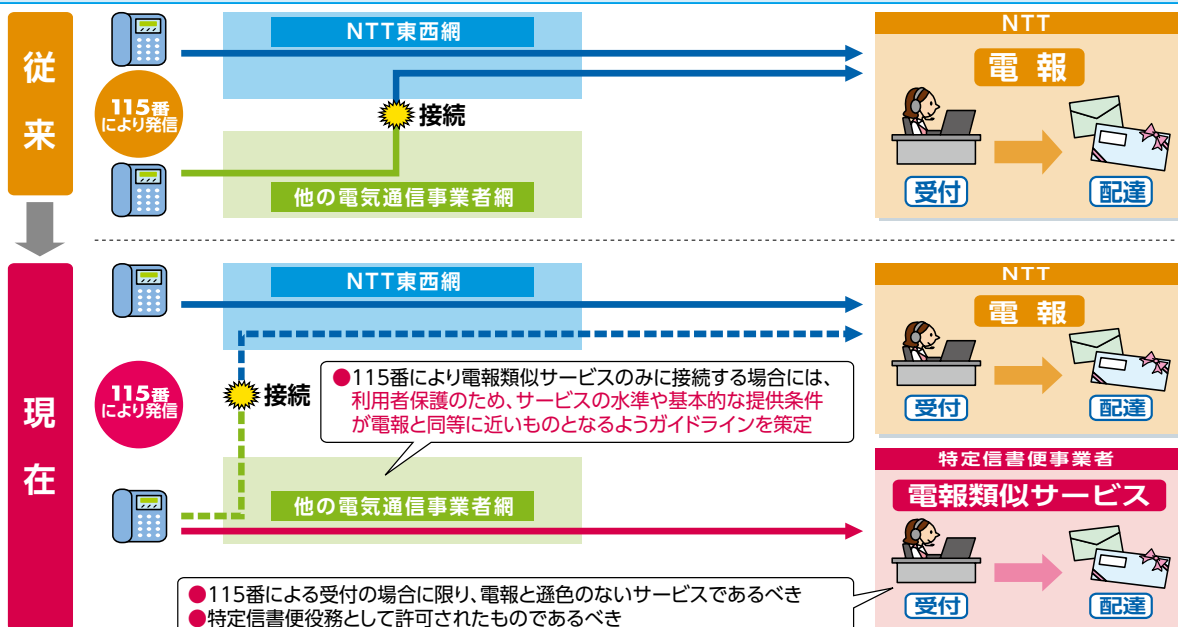 従来
115番
により発信
NTT東西網
接続
他の電気通信事業者網
NTT
電報
受付
配達
現在
115番
により発信
NTT東西網
接続
●115番により電報類似サービスのみに接続する場合には、
利用者保護のため、サービスの水準や基本的な提供条件
が電報と同等に近いものとなるようガイドラインを策定
他の電気通信事業者網
NTT
電報
受付
配達
特定信書便事業者
電報類似サービス
受付
配達
●115番による受付の場合に限り、電報と遜色のないサービスであるべき
●特定信書便役務として許可されたものであるべき